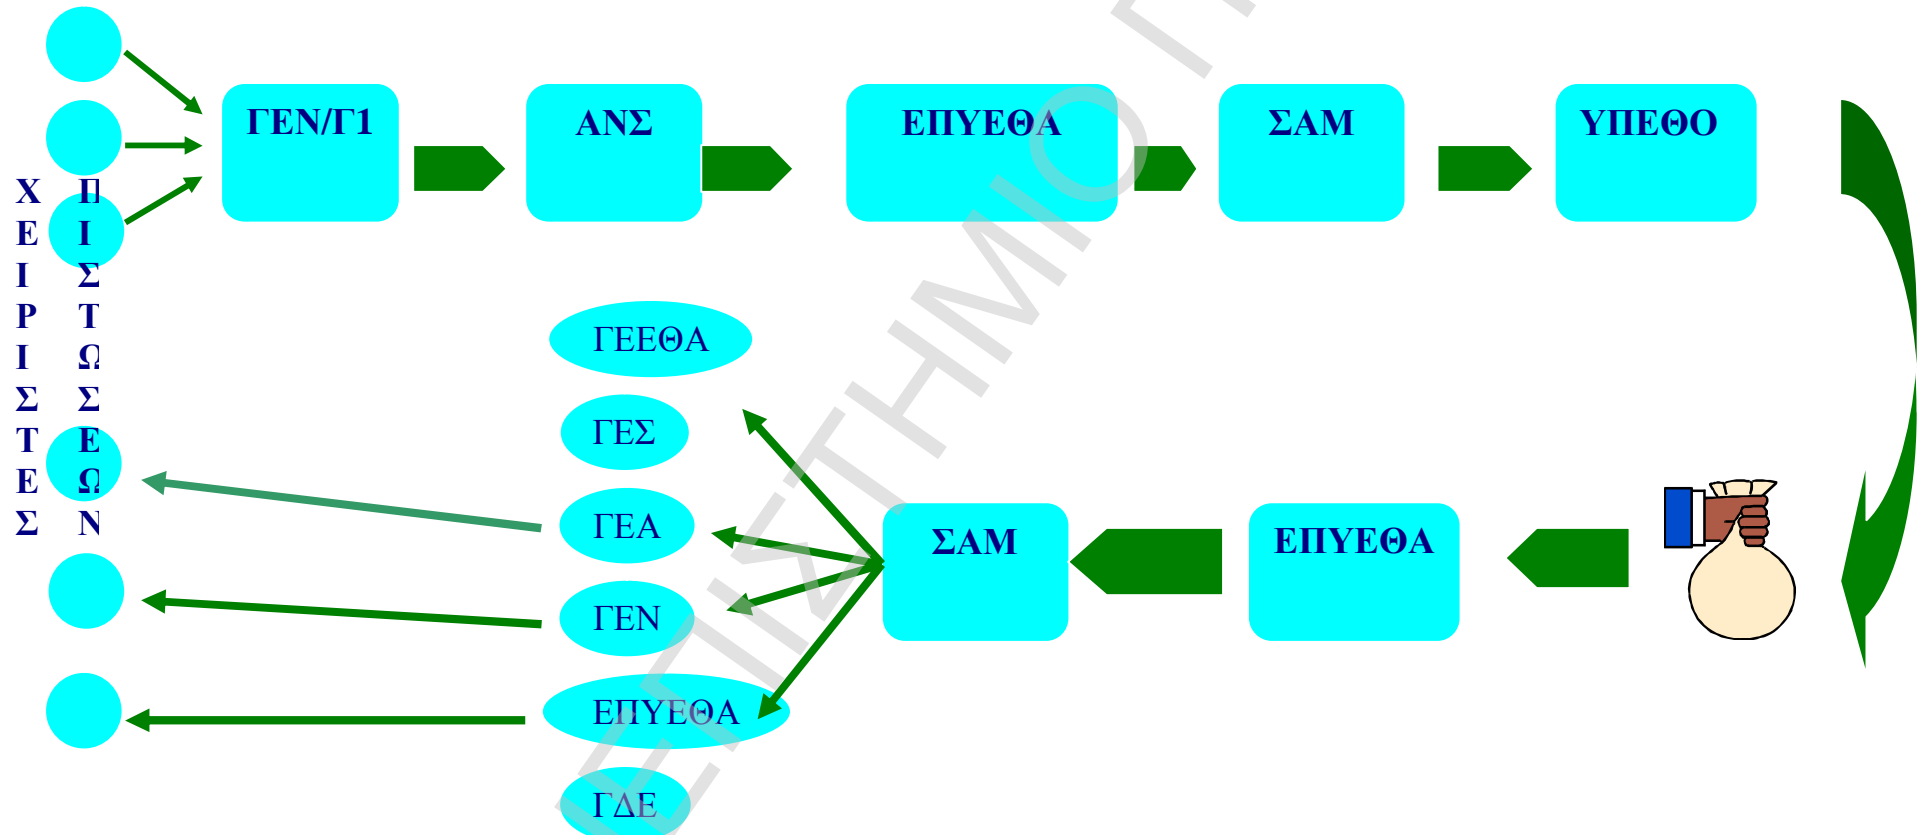 ΓΕΝ/Γ1
ΑΝΣ
ΕΠΥΕΘΑ
ΣΑΜ
ΥΠΕΘΟ
ΧΕΙΡΙΣΤΕΣ
ΠΙΣΤΩΣΕΩΝ
ΓΕΕΘΑ
ΓΕΣ
ΓΕΑ
ΓΕΝ
ΕΠΥΕΘΑ
ΓΔΕ
ΣΑΜ
ΕΠΥΕΘΑ